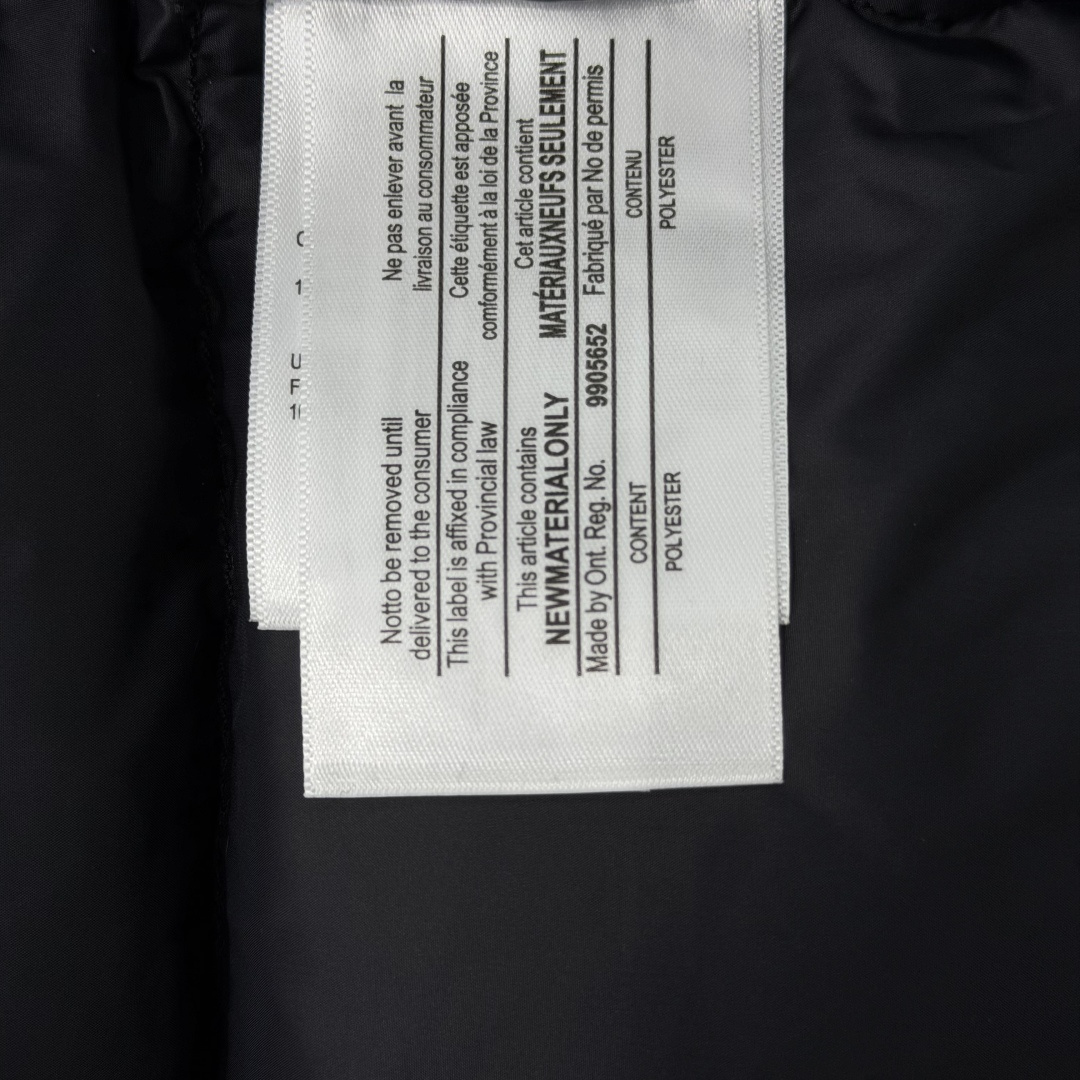 Notto be removed until
delivered to the consumer
Ne pas enlever avant la
livraison au consommateur
This label is affixed in compliance
with Provincial law
Cette étiquette est apposée
comformément à la loi de la Province
This article contains
NEWMATERIALONLY
Cet article contient
MATÉRIAUXNEUFS SEULEMENT
Made by Ont. Reg. No. 9905652 Fabriqué par No de permis
CONTENT CONTENU
POLYESTER POLYESTER